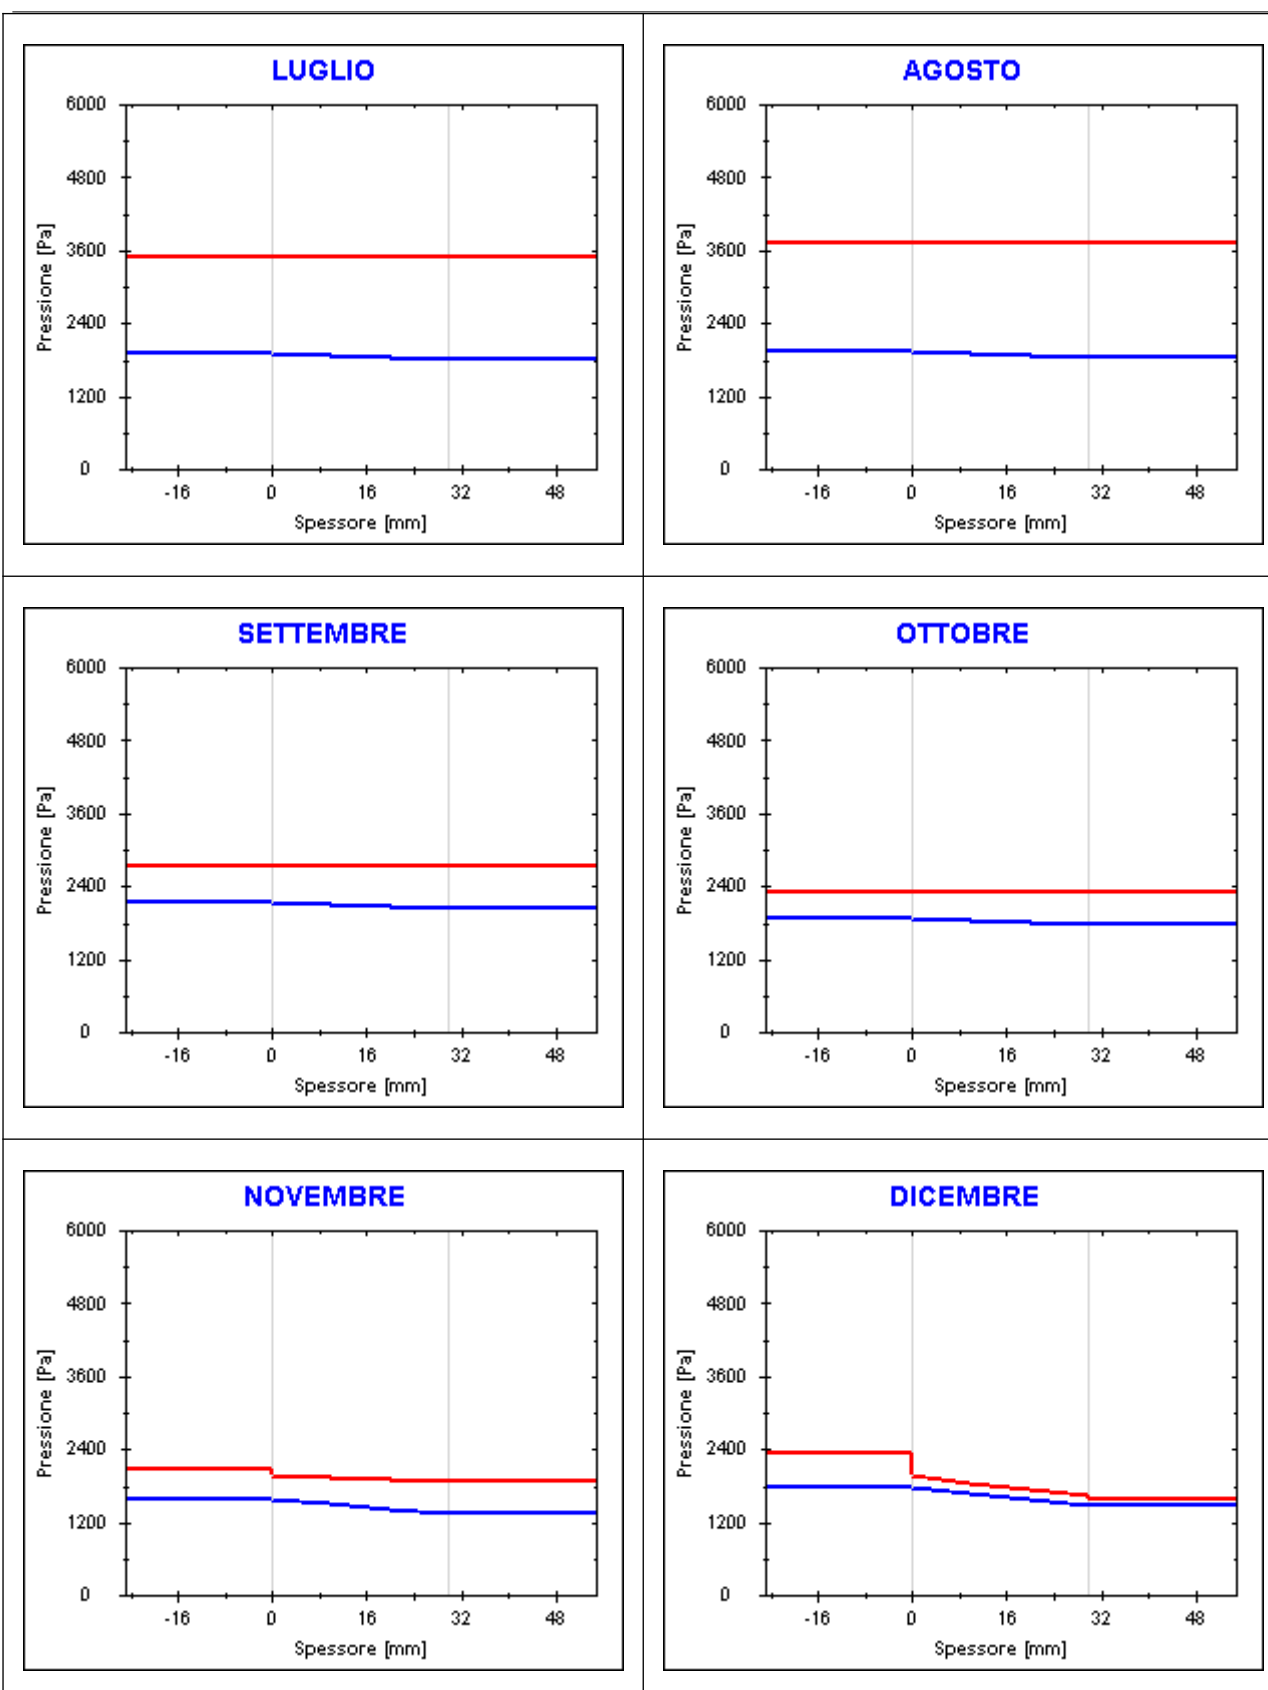 LUGLIO
6000
4800
3600
2400
1200
0
Pressione [Pa]
-16 0 16 32 48
Spessore [mm]
AGOSTO
6000
4800
3600
2400
1200
0
Pressione [Pa]
-16 0 16 32 48
Spessore [mm]
SETTEMBRE
6000
4800
3600
2400
1200
0
Pressione [Pa]
-16 0 16 32 48
Spessore [mm]
OTTOBRE
6000
4800
3600
2400
1200
0
Pressione [Pa]
-16 0 16 32 48
Spessore [mm]
NOVEMBRE
6000
4800
3600
2400
1200
0
Pressione [Pa]
-16 0 16 32 48
Spessore [mm]
DICEMBRE
6000
4800
3600
2400
1200
0
Pressione [Pa]
-16 0 16 32 48
Spessore [mm]